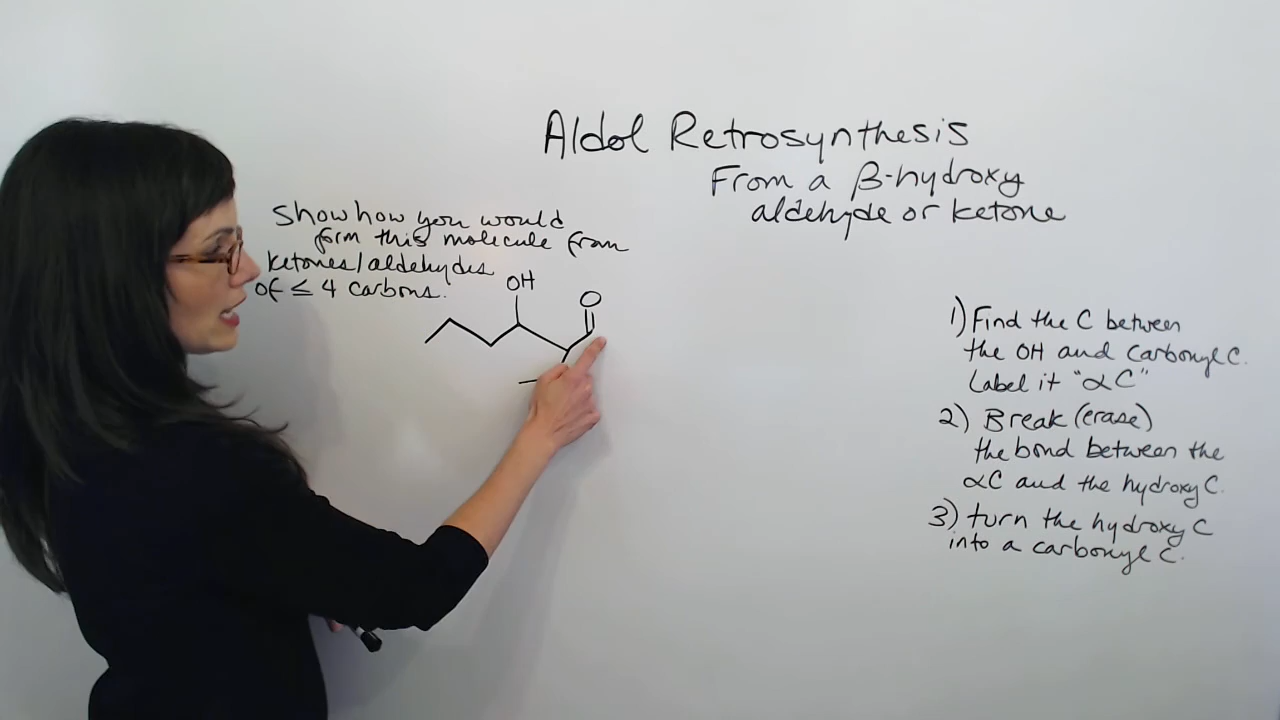 Aldol Retrosynthesis
From a β-hydroxy
aldehyde or ketone
Show how you would
form this molecule from
ketones/aldehydes
of ≤ 4 carbons.
OH
O
1) Find the C between
the OH and carbonyl C.
Label it "αC"
2) Break (erase)
the bond between the
αC and the hydroxy C.
3) turn the hydroxy C
into a carbonyl C.